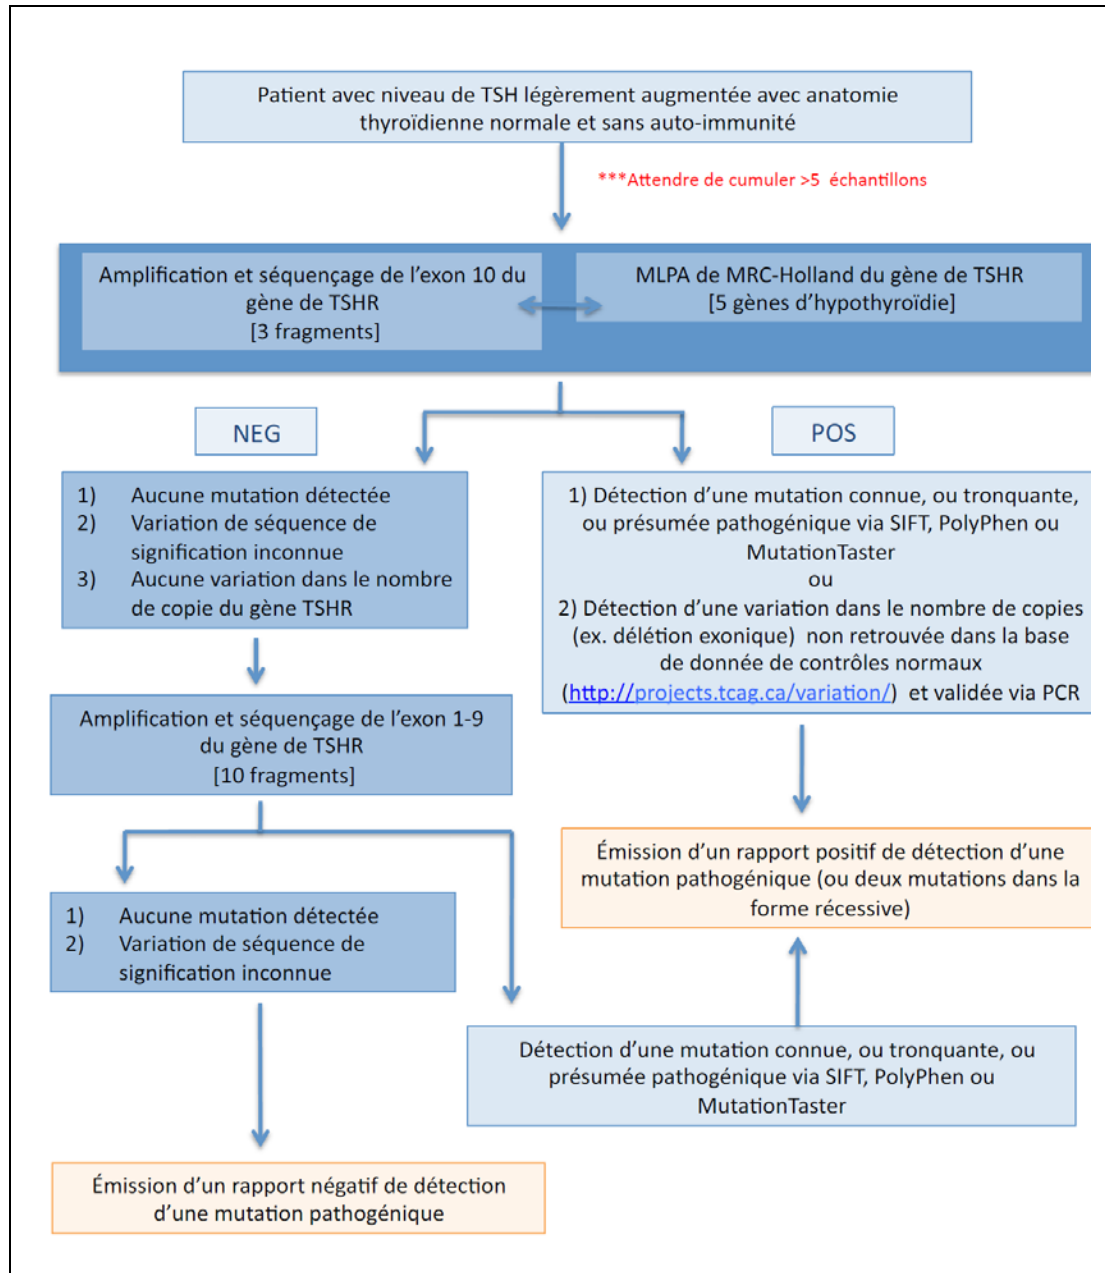 Patient avec niveau de TSH légèrement augmentée avec anatomie
thyroïdienne normale et sans auto-immunité
***Attendre de cumuler >5 échantillons
Amplification et séquençage de l'exon 10 du
gène de TSHR
[3 fragments]
MLPA de MRC-Holland du gène de TSHR
[5 gènes d'hypothyroïdie]
NEG
POS
1) Aucune mutation détectée
2) Variation de séquence de
signification inconnue
3) Aucune variation dans le nombre
de copie du gène TSHR
1) Détection d'une mutation connue, ou tronquante,
ou présumée pathogénique via SIFT, PolyPhen ou
MutationTaster
ou
2) Détection d'une variation dans le nombre de copies
(ex. délétion exonique) non retrouvée dans la base
de donnée de contrôles normaux
(http://projects.tcag.ca/variation/) et validée via PCR
Amplification et séquençage de l'exon 1-9
du gène de TSHR
[10 fragments]
Émission d'un rapport positif de détection d'une
mutation pathogénique (ou deux mutations dans la
forme récessive)
1) Aucune mutation détectée
2) Variation de séquence de
signification inconnue
Détection d'une mutation connue, ou tronquante, ou
présumée pathogénique via SIFT, PolyPhen ou
MutationTaster
Émission d'un rapport négatif de détection
d'une mutation pathogénique